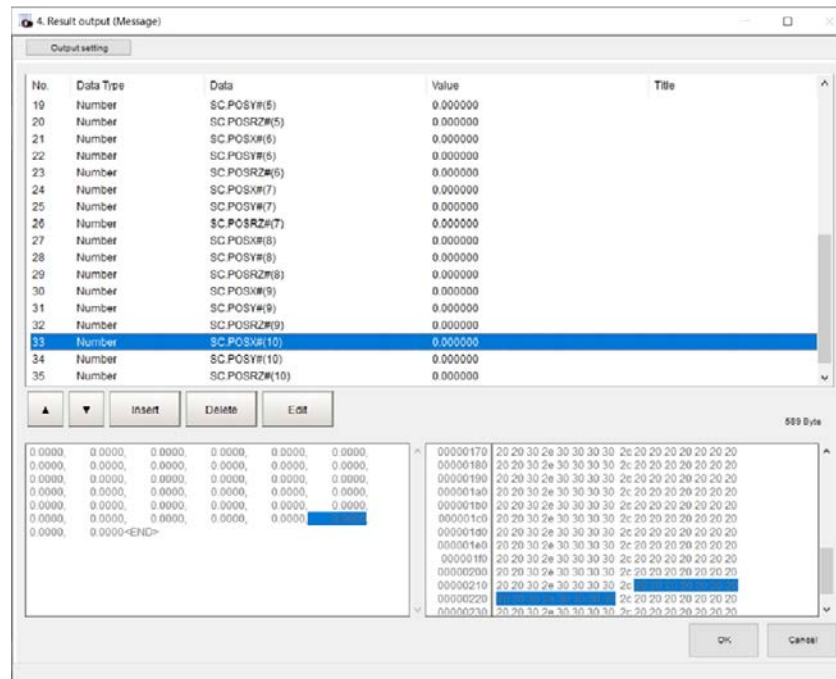 4. Result output (Message)
Output setting
No. Data Type Data Value Title
19 Number SC.POSY#(5) 0.000000
20 Number SC.POSRZ#(5) 0.000000
21 Number SC.POSX#(6) 0.000000
22 Number SC.POSY#(6) 0.000000
23 Number SC.POSRZ#(6) 0.000000
24 Number SC.POSX#(7) 0.000000
25 Number SC.POSY#(7) 0.000000
26 Number SC.POSRZ#(7) 0.000000
27 Number SC.POSX#(8) 0.000000
28 Number SC.POSY#(8) 0.000000
29 Number SC.POSRZ#(8) 0.000000
30 Number SC.POSX#(9) 0.000000
31 Number SC.POSY#(9) 0.000000
32 Number SC.POSRZ#(9) 0.000000
33 Number SC.POSX#(10) 0.000000
34 Number SC.POSY#(10) 0.000000
35 Number SC.POSRZ#(10) 0.000000
▲ ▼ Insert Delete Edit
589 Byte
0.0000, 0.0000, 0.0000, 0.0000, 0.0000, 0.0000,
0.0000, 0.0000, 0.0000, 0.0000, 0.0000, 0.0000,
0.0000, 0.0000, 0.0000, 0.0000, 0.0000, 0.0000,
0.0000, 0.0000, 0.0000, 0.0000, 0.0000, 0.0000,
0.0000, 0.0000, 0.0000, 0.0000, 0.0000, 0.0000,
0.0000, 0.0000, 0.0000, 0.0000, 0.0000,
0.0000, 0.0000<END>
00000170 20 20 30 2e 30 30 30 30 2c 20 20 20 20 20 20 20
00000180 20 20 30 2e 30 30 30 30 2c 20 20 20 20 20 20 20
00000190 20 20 30 2e 30 30 30 30 2c 20 20 20 20 20 20 20
000001a0 20 20 30 2e 30 30 30 30 2c 20 20 20 20 20 20 20
000001b0 20 20 30 2e 30 30 30 30 2c 20 20 20 20 20 20 20
000001c0 20 20 30 2e 30 30 30 30 2c 20 20 20 20 20 20 20
000001d0 20 20 30 2e 30 30 30 30 2c 20 20 20 20 20 20 20
000001e0 20 20 30 2e 30 30 30 30 2c 20 20 20 20 20 20 20
000001f0 20 20 30 2e 30 30 30 30 2c 20 20 20 20 20 20 20
00000200 20 20 30 2e 30 30 30 30 2c 20 20 20 20 20 20 20
00000210 20 20 30 2e 30 30 30 30 2c
00000220 2c 20 20 20 20 20 20 20
00000230 20 20 30 2e 30 30 30 30 2c 20 20 20 20 20 20 20
OK Cancel